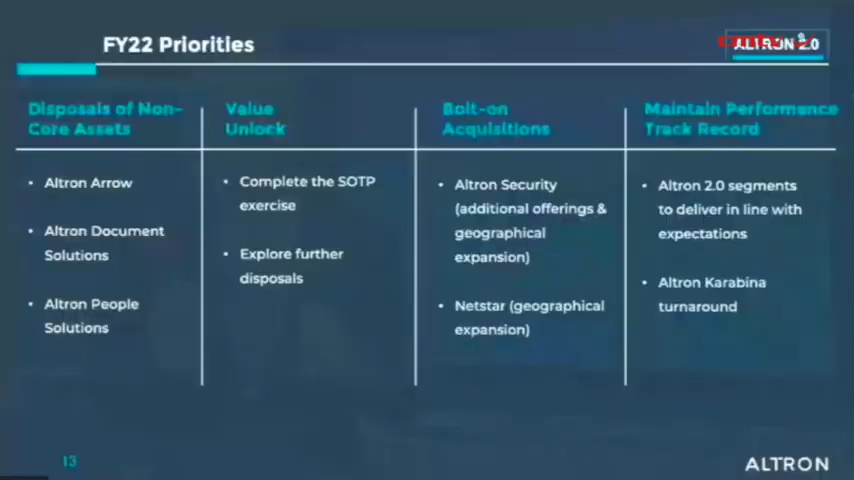 FY22 Priorities
ALTRON 2.0
Disposals of Non-
Core Assets
• Altron Arrow
• Altron Document
Solutions
• Altron People
Solutions
Value
Unlock
• Complete the SOTP
exercise
• Explore further
disposals
Bolt-on
Acquisitions
• Altron Security
(additional offerings &
geographical
expansion)
• Netstar (geographical
expansion)
Maintain Performance
Track Record
• Altron 2.0 segments
to deliver in line with
expectations
• Altron Karabina
turnaround
13
ALTRON